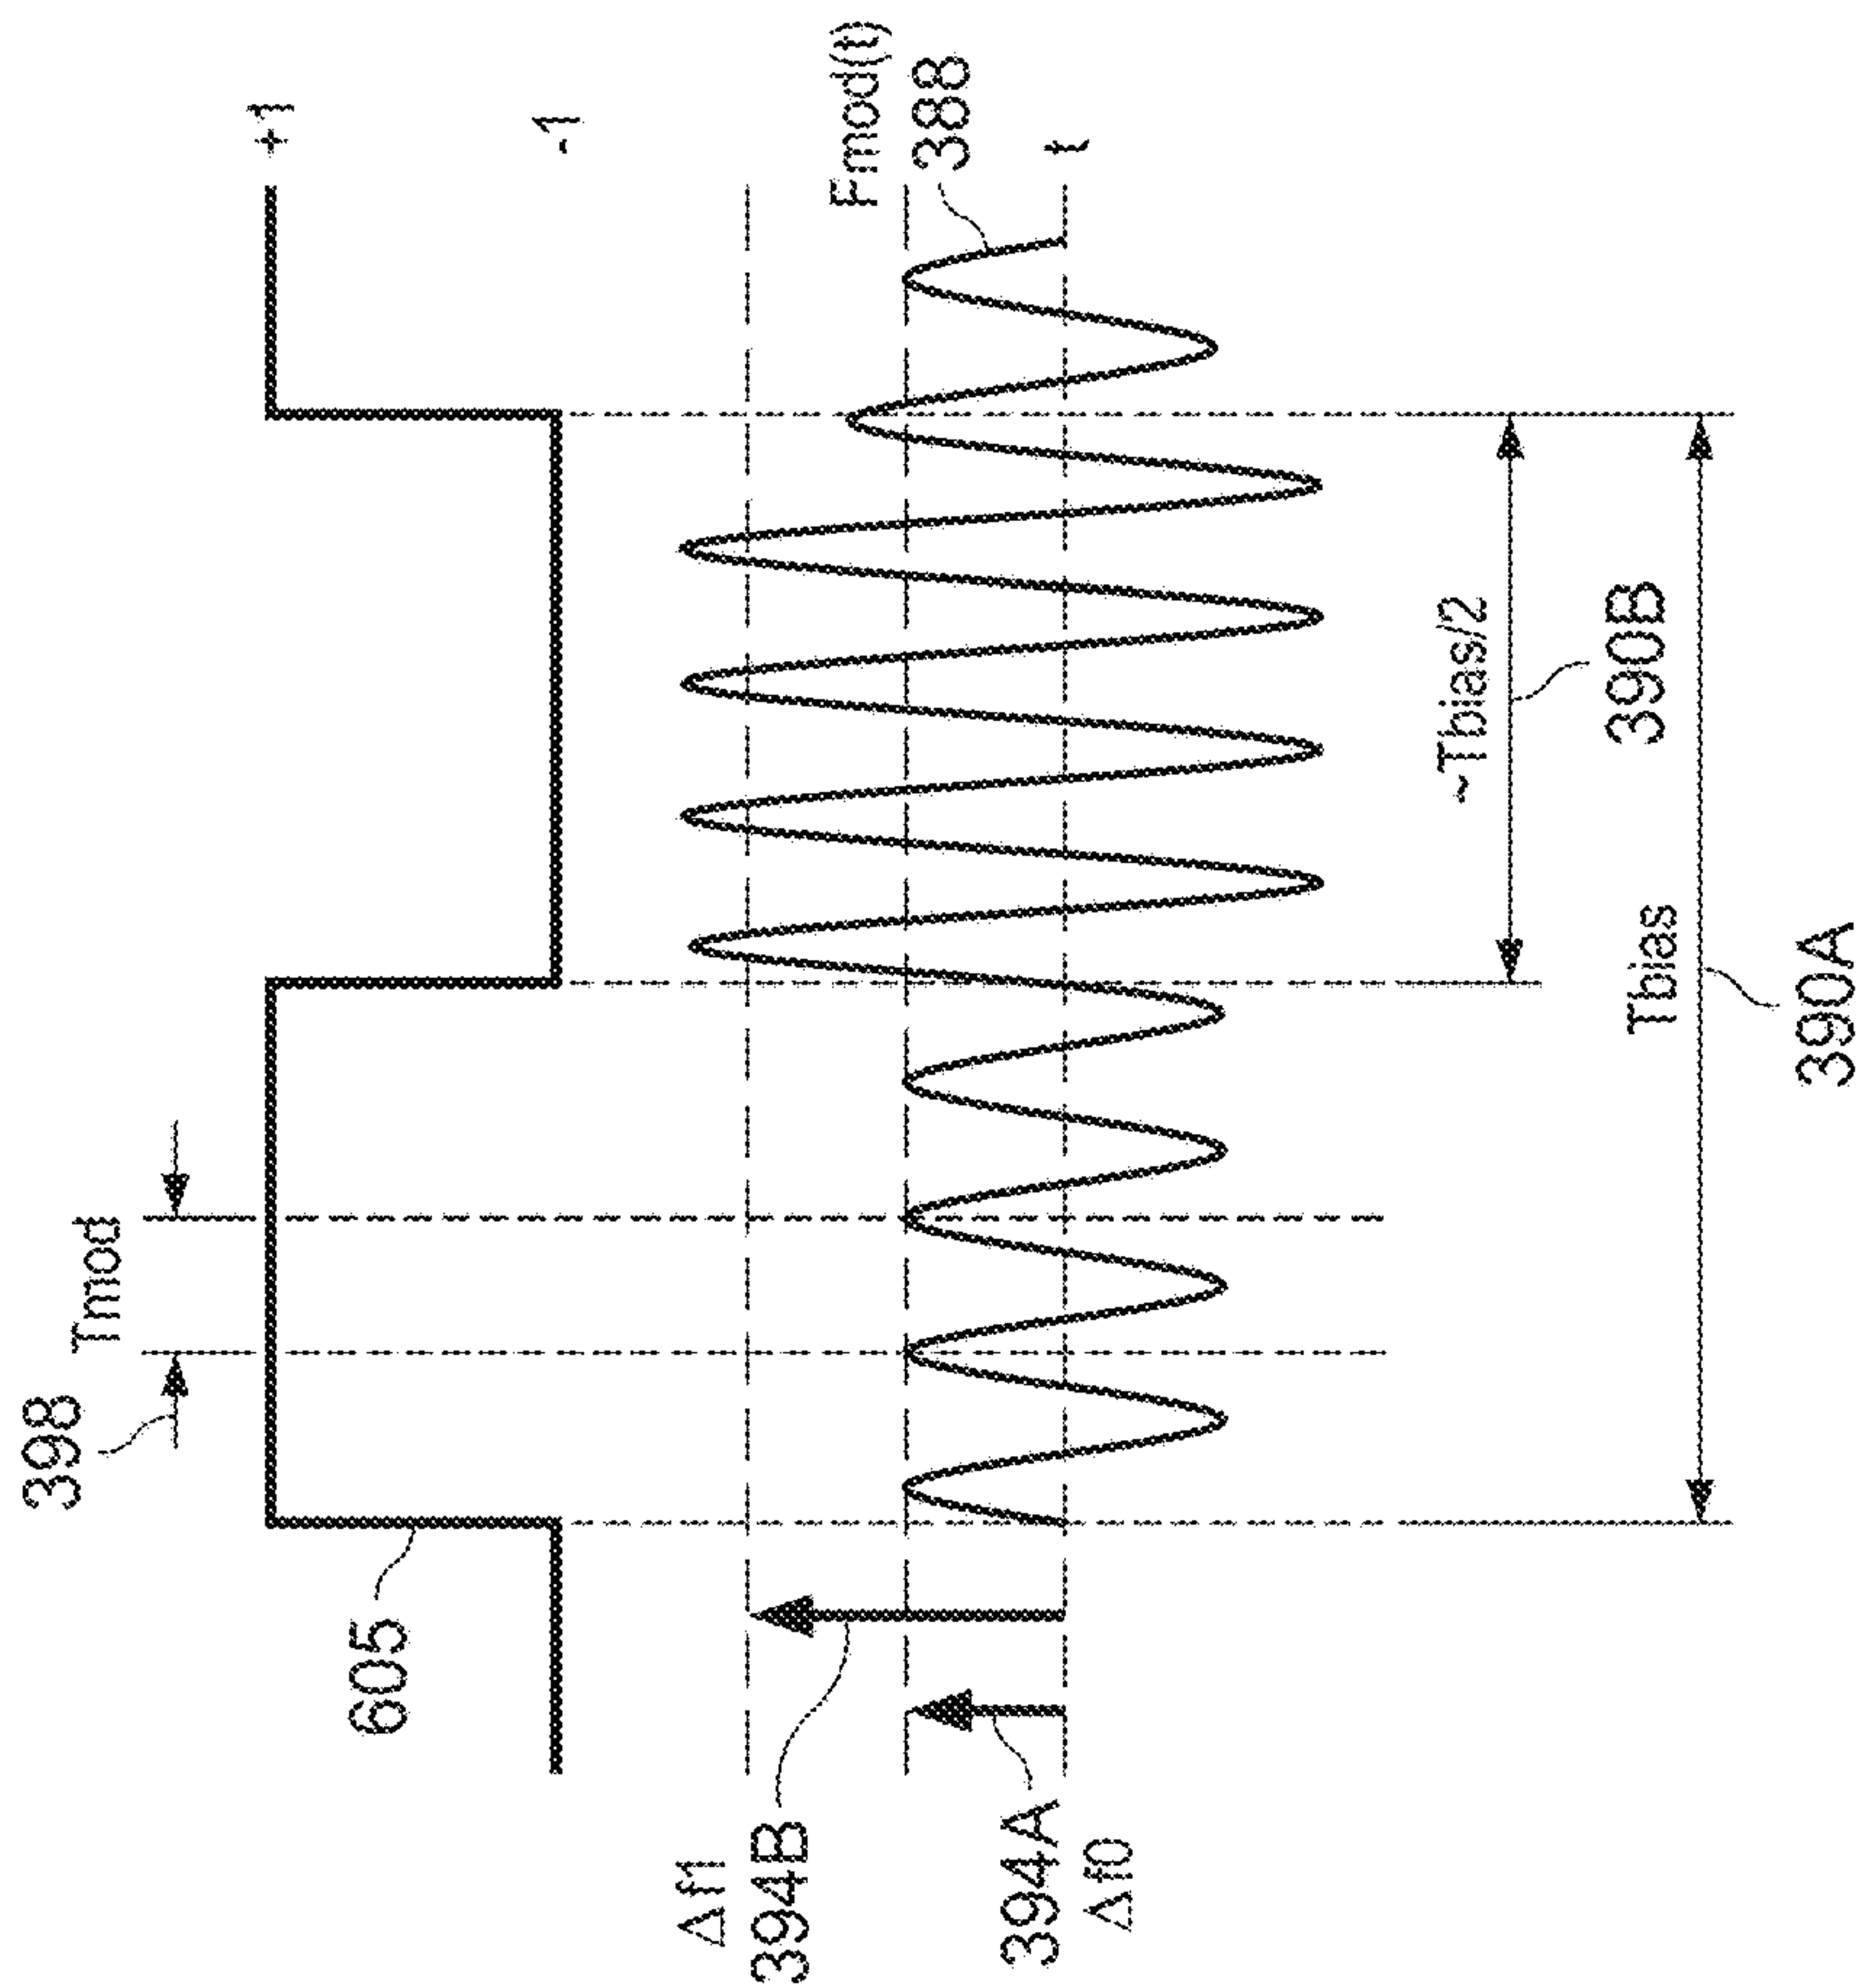 398
Tmod
605
+1
-1
Δf1
394B
394A
Δf0
Fmod(t)
388
t
~Tbias/2
390B
Tbias
390A